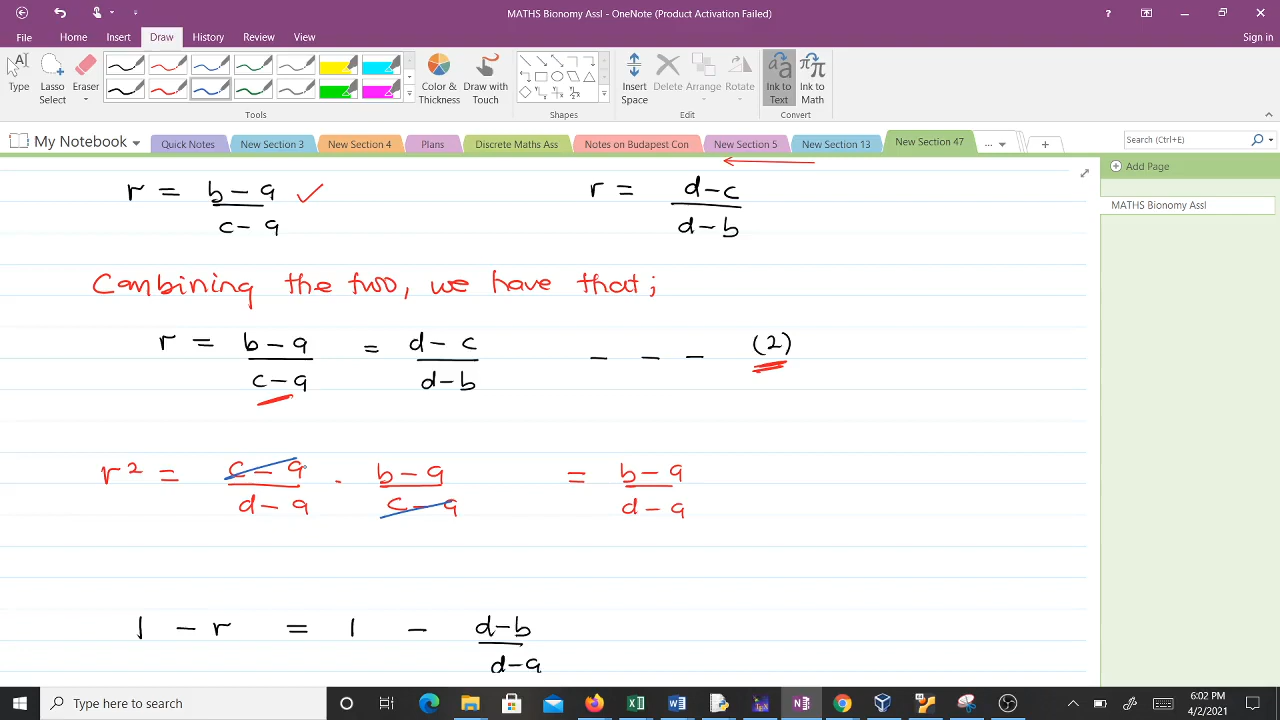 MATHS Bionomy Assl - OneNote (Product Activation Failed)
File Home Insert Draw History Review View Sign in
Type Lasso Select Eraser Color & Thickness Draw with Touch Shapes Insert Space Delete Arrange Rotate Ink to Text Ink to Math
Tools Shapes Edit Convert
My Notebook Quick Notes New Section 3 New Section 4 Plans Discrete Maths Ass Notes on Budapest Con New Section 5 New Section 13 New Section 47 ... + Search (Ctrl+E)
Add Page
MATHS Bionomy Assl
r = (b-a)/(c-a) ✓ r = (d-c)/(d-b)
Combining the two, we have that;
r = (b-a)/(c-a) = (d-c)/(d-b) - - - (2)
r² = (c-a)/(d-a) . (b-a)/(c-a) = (b-a)/(d-a)
1 - r = 1 - (d-b)/(d-a)
Type here to search
6:02 PM
4/2/2021